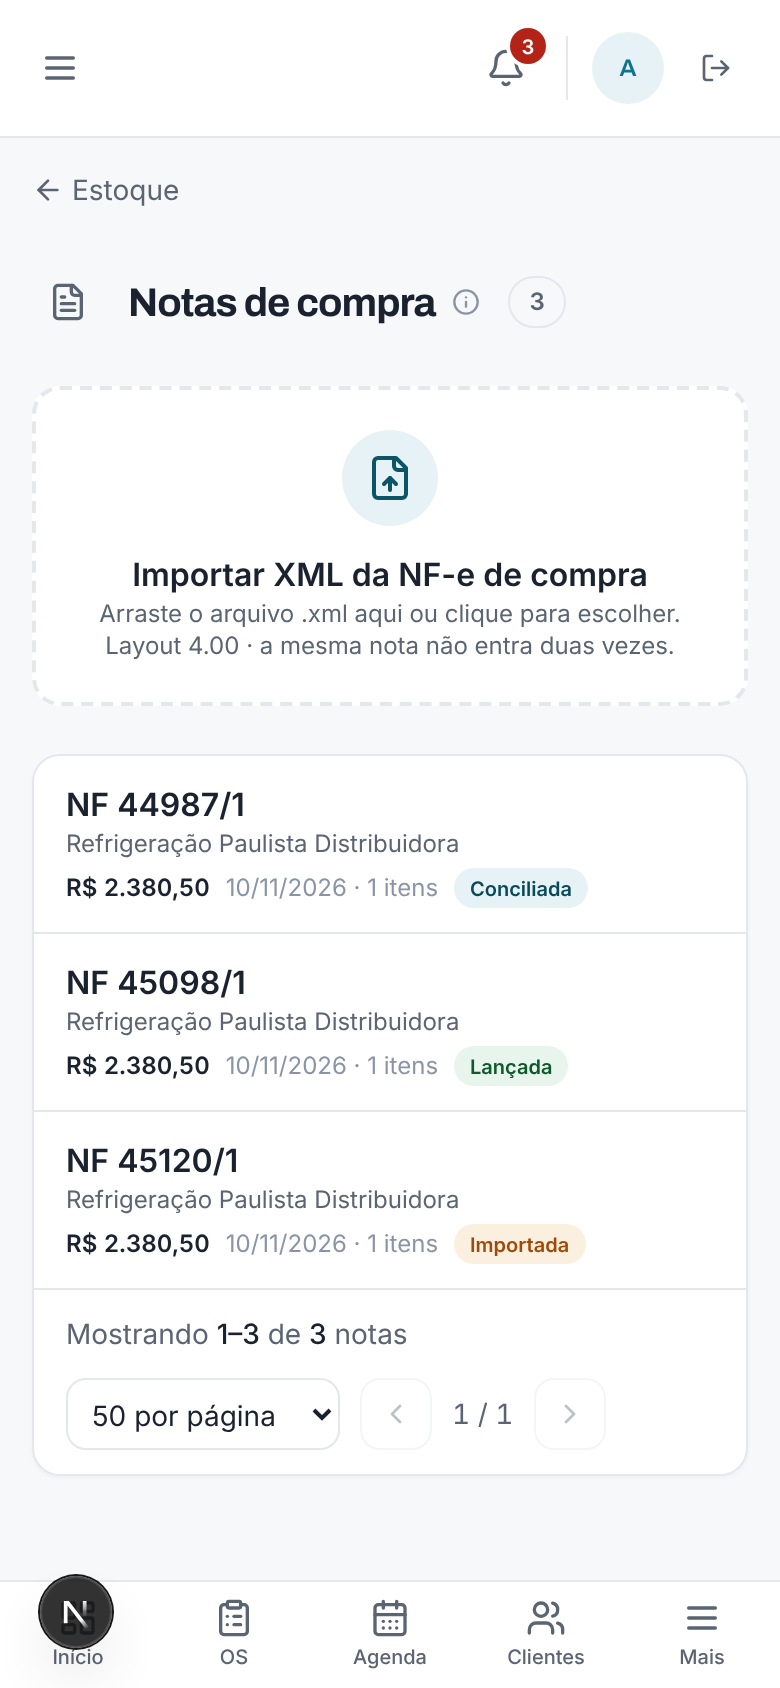 3
A
Estoque
Notas de compra
3
Importar XML da NF-e de compra
Arraste o arquivo .xml aqui ou clique para escolher.
Layout 4.00 · a mesma nota não entra duas vezes.
NF 44987/1
Refrigeração Paulista Distribuidora
R$ 2.380,50 10/11/2026 · 1 itens Conciliada
NF 45098/1
Refrigeração Paulista Distribuidora
R$ 2.380,50 10/11/2026 · 1 itens Lançada
NF 45120/1
Refrigeração Paulista Distribuidora
R$ 2.380,50 10/11/2026 · 1 itens Importada
Mostrando 1–3 de 3 notas
50 por página 1 / 1
N
Início OS Agenda Clientes Mais